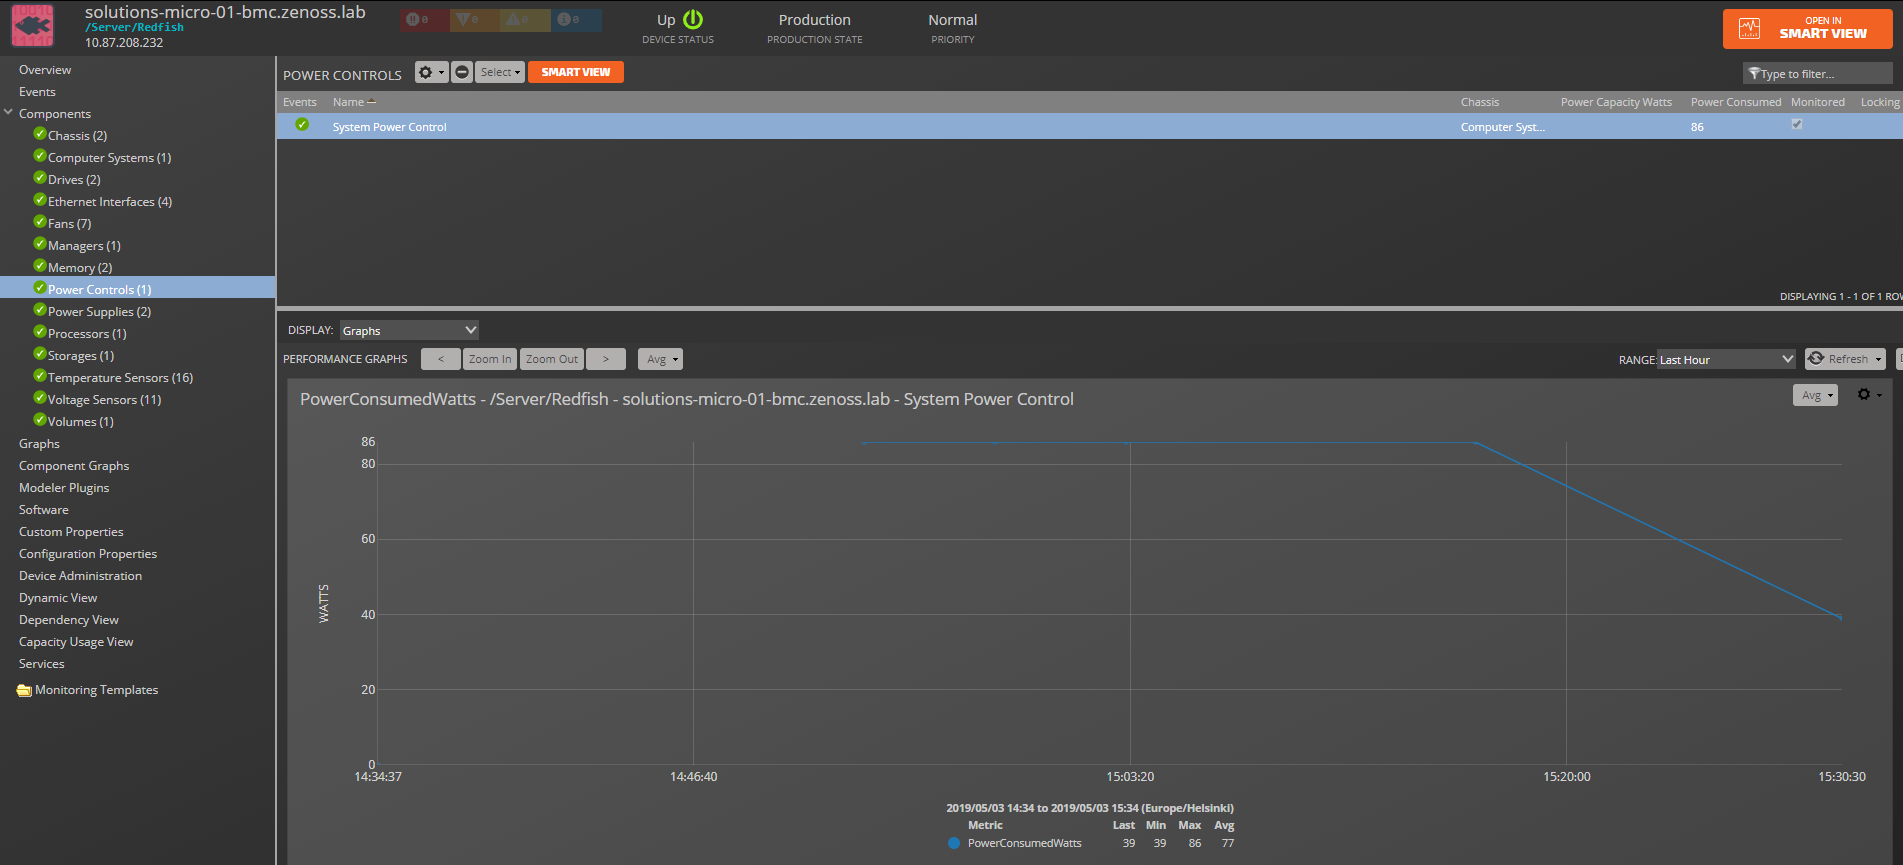 solutions-micro-01-bmc.zenoss.lab
/Server/Redfish
10.87.208.232
0 0 0 0
Up
DEVICE STATUS
Production
PRODUCTION STATE
Normal
PRIORITY
OPEN IN
SMART VIEW
Overview
Events
Components
Chassis (2)
Computer Systems (1)
Drives (2)
Ethernet Interfaces (4)
Fans (7)
Managers (1)
Memory (2)
Power Controls (1)
Power Supplies (2)
Processors (1)
Storages (1)
Temperature Sensors (16)
Voltage Sensors (11)
Volumes (1)
Graphs
Component Graphs
Modeler Plugins
Software
Custom Properties
Configuration Properties
Device Administration
Dynamic View
Dependency View
Capacity Usage View
Services
Monitoring Templates
POWER CONTROLS Select SMART VIEW Type to filter...
Events Name Chassis Power Capacity Watts Power Consumed Monitored Locking
System Power Control Computer Syst... 86
DISPLAYING 1 - 1 OF 1 ROW
DISPLAY: Graphs
PERFORMANCE GRAPHS < Zoom In Zoom Out > Avg RANGE: Last Hour Refresh
PowerConsumedWatts - /Server/Redfish - solutions-micro-01-bmc.zenoss.lab - System Power Control Avg
86
80
60
40
20
0
WATTS
14:34:37 14:46:40 15:03:20 15:20:00 15:30:30
2019/05/03 14:34 to 2019/05/03 15:34 (Europe/Helsinki)
Metric Last Min Max Avg
PowerConsumedWatts 39 39 86 77